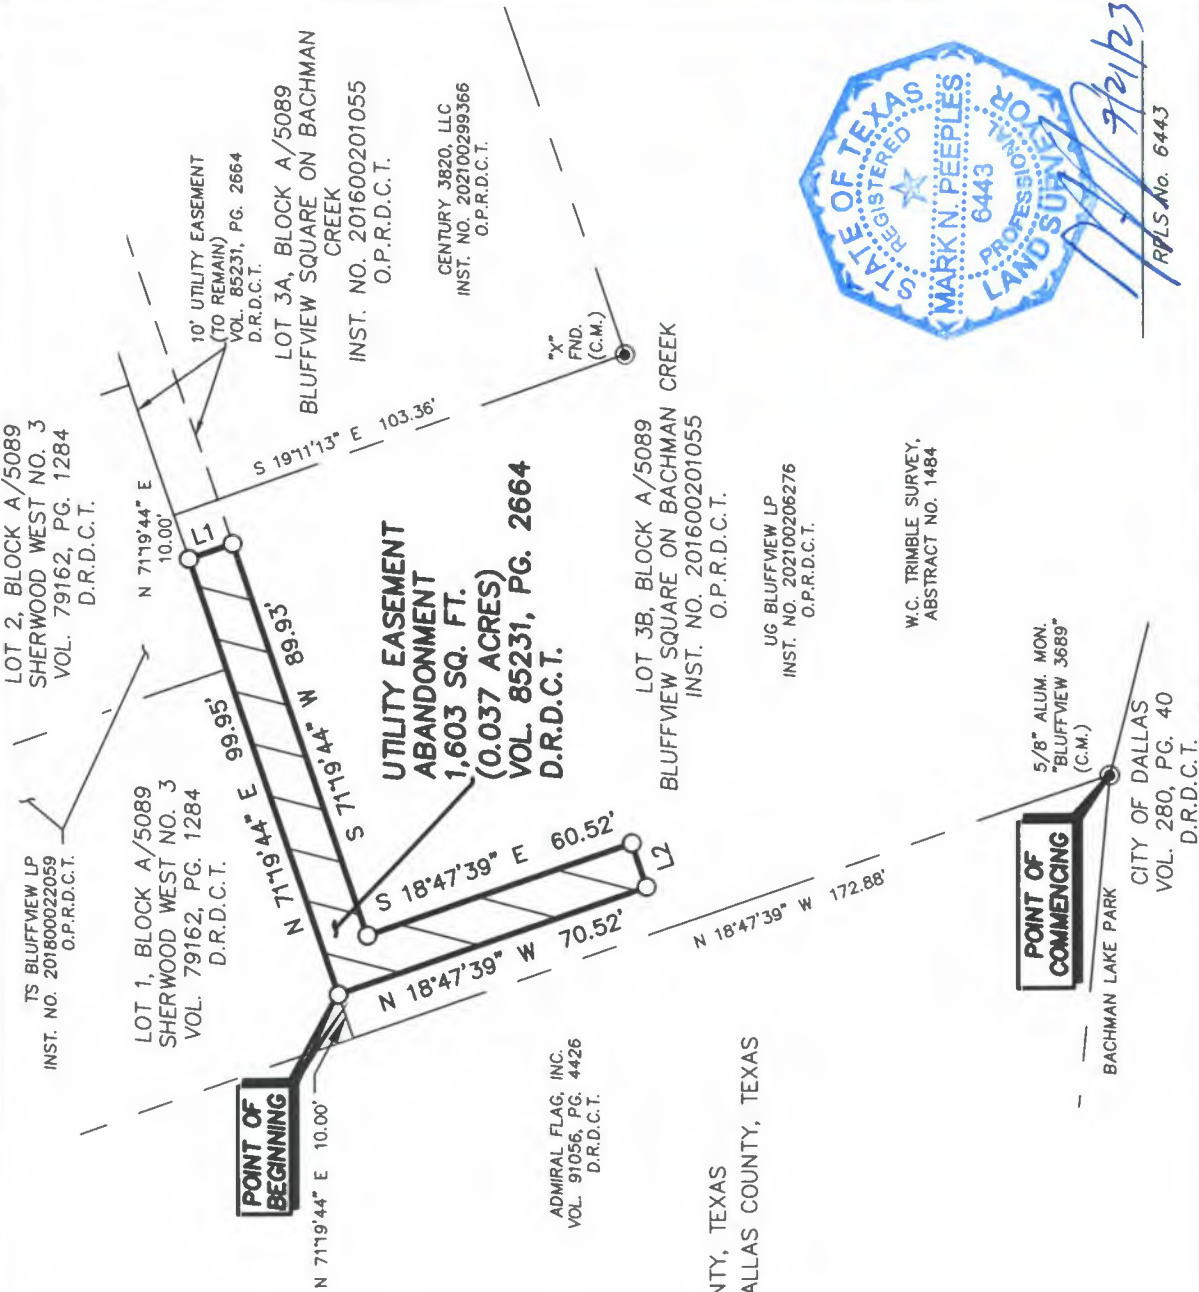 LOT 2, BLOCK A/5089
SHERWOOD WEST NO. 3
VOL. 79162, PG. 1284
D.R.D.C.T.
TS BLUFFVIEW LP
INST. NO. 201800022059
O.P.R.D.C.T.
LOT 1, BLOCK A/5089
SHERWOOD WEST NO. 3
VOL. 79162, PG. 1284
D.R.D.C.T.
N 71°19'44" E
10.00'
10' UTILITY EASEMENT
(TO REMAIN)
VOL. 85231, PG. 2664
D.R.D.C.T.
LOT 3A, BLOCK A/5089
BLUFFVIEW SQUARE ON BACHMAN
CREEK
INST. NO. 201600201055
O.P.R.D.C.T.
CENTURY 3820, LLC
INST. NO. 202100299366
O.P.R.D.C.T.
L1
S 19°11'13" E 103.36'
"X"
FND.
(C.M.)
N 71°19'44" E 99.95'
S 71°19'44" W 89.93'
UTILITY EASEMENT
ABANDONMENT
1,603 SQ. FT.
(0.037 ACRES)
VOL. 85231, PG. 2664
D.R.D.C.T.
S 18°47'39" E 60.52'
L2
N 18°47'39" W 70.52'
N 18°47'39" W 172.88'
POINT OF
BEGINNING
N 71°19'44" E 10.00'
LOT 3B, BLOCK A/5089
BLUFFVIEW SQUARE ON BACHMAN CREEK
INST. NO. 201600201055
O.P.R.D.C.T.
UG BLUFFVIEW LP
INST. NO. 202100206276
O.P.R.D.C.T.
W.C. TRIMBLE SURVEY,
ABSTRACT NO. 1484
ADMIRAL FLAG, INC.
VOL. 91056, PG. 4426
D.R.D.C.T.
5/8" ALUM. MON.
"BLUFFVIEW 3689"
(C.M.)
POINT OF
COMMENCING
BACHMAN LAKE PARK
CITY OF DALLAS
VOL. 280, PG. 40
D.R.D.C.T.
NTY, TEXAS
ALLAS COUNTY, TEXAS
STATE OF TEXAS
REGISTERED
MARK N. PEEPLES
6443
PROFESSIONAL
LAND SURVEYOR
9/21/23
RPLS No. 6443